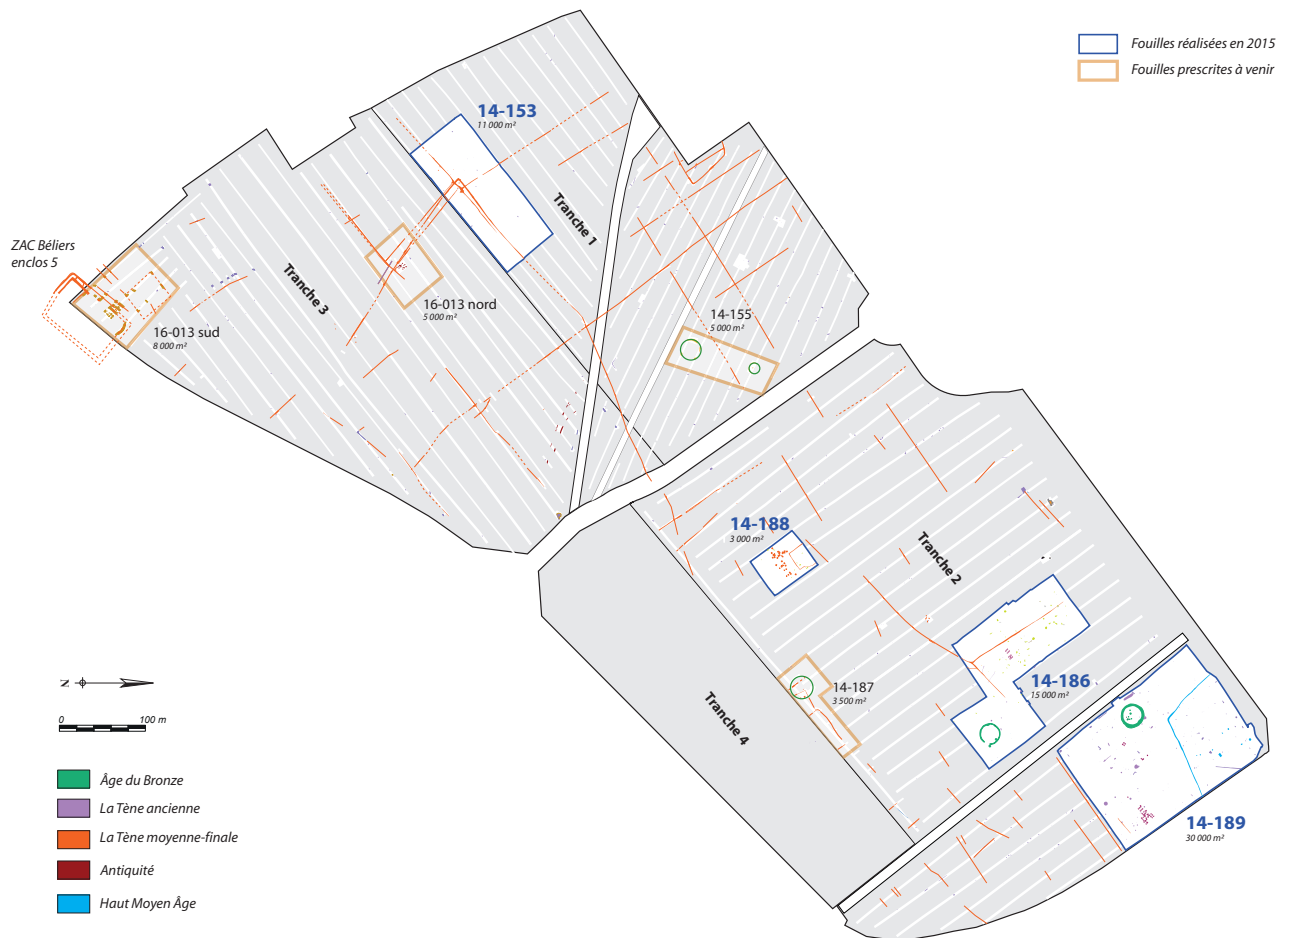 Fouilles réalisées en 2015
Fouilles prescrites à venir
14-153
11 000 m²
Tranche 1
ZAC Béliers
enclos 5
Tranche 3
16-013 nord
5 000 m²
14-155
5 000 m²
16-013 sud
8 000 m²
14-188
3 000 m²
Tranche 2
14-187
3 500 m²
14-186
15 000 m²
Tranche 4
14-189
30 000 m²
N
0 100 m
Âge du Bronze
La Tène ancienne
La Tène moyenne-finale
Antiquité
Haut Moyen Âge